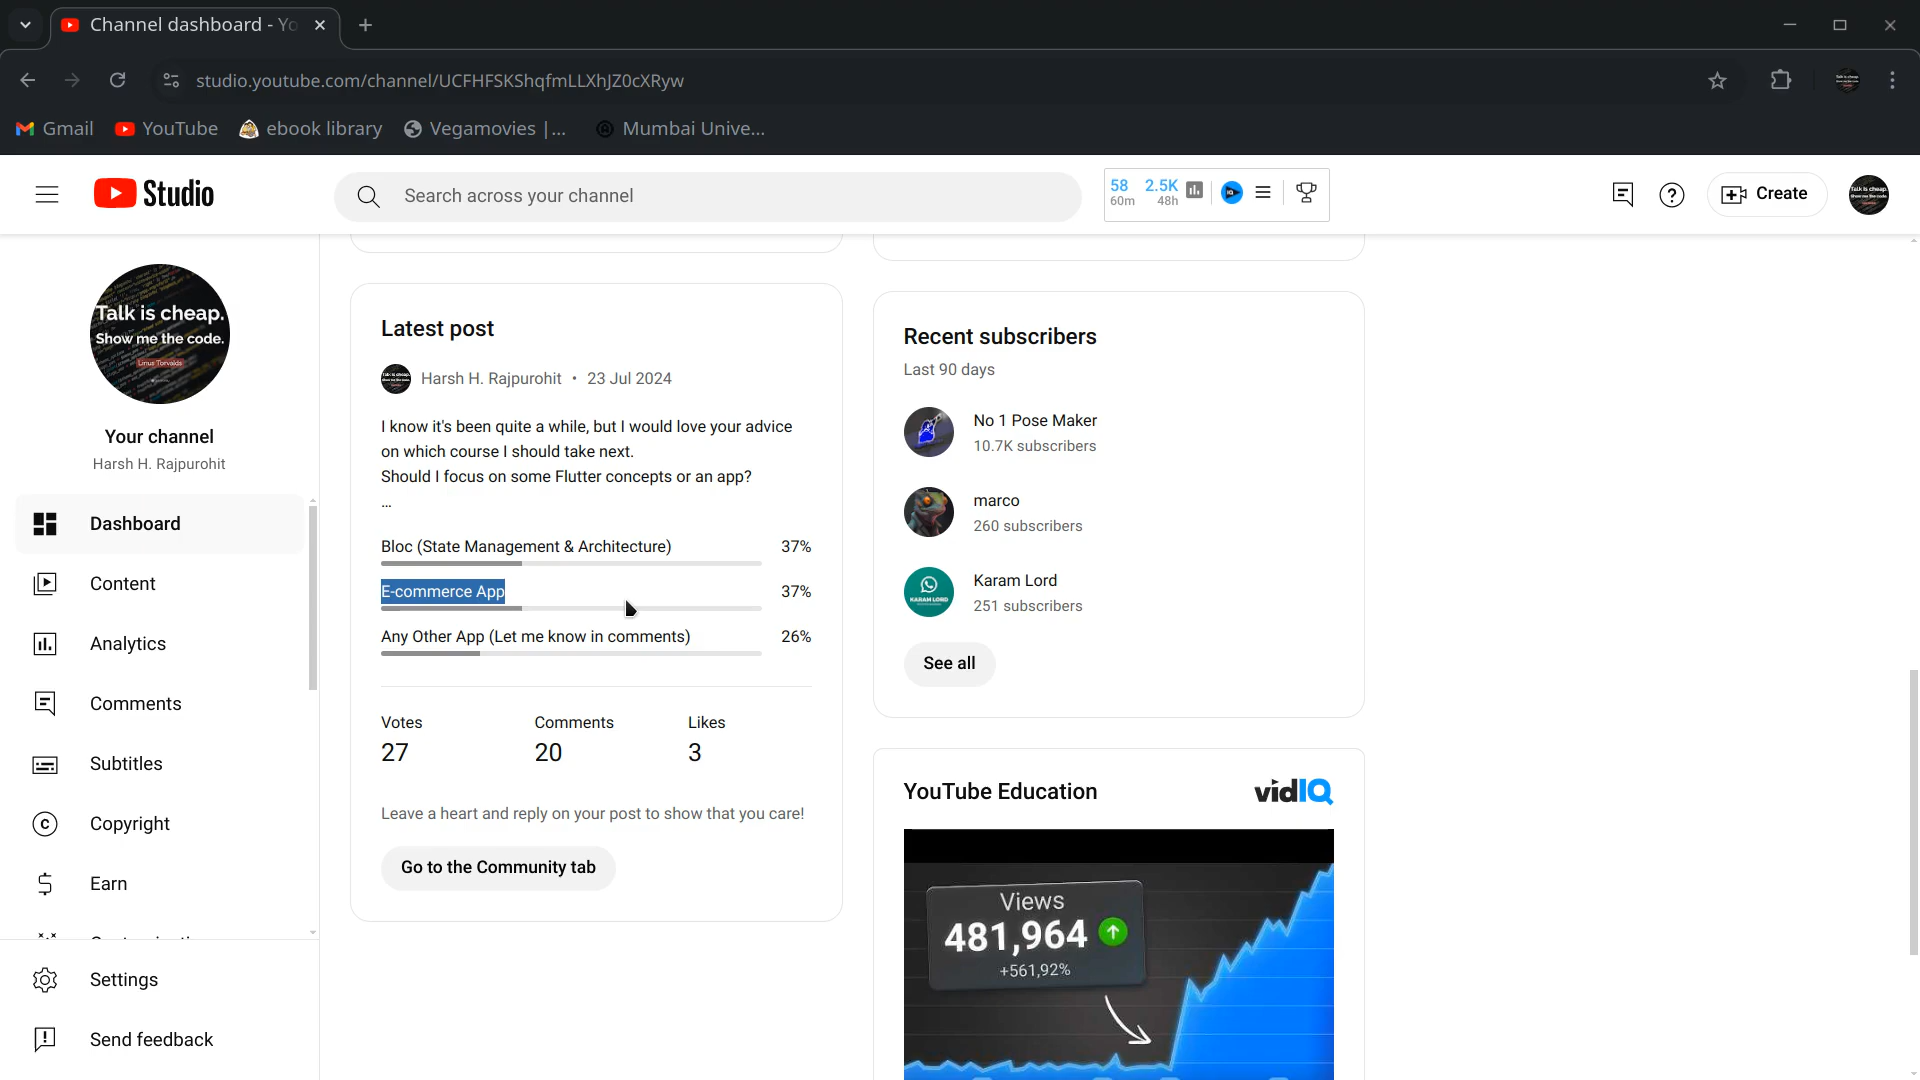 Channel dashboard - Yo
studio.youtube.com/channel/UCFHFSKShqfmLLXhJZ0cXRyw
Gmail
YouTube
ebook library
Vegamovies |...
Mumbai Unive...
Studio
Search across your channel
58
60m
2.5K
48h
Create
Talk is cheap.
Show me the code.
Linus Torvalds
Your channel
Harsh H. Rajpurohit
Dashboard
Content
Analytics
Comments
Subtitles
Copyright
Earn
Settings
Send feedback
Latest post
Harsh H. Rajpurohit • 23 Jul 2024
I know it's been quite a while, but I would love your advice
on which course I should take next.
Should I focus on some Flutter concepts or an app?
...
Bloc (State Management & Architecture) 37%
E-commerce App 37%
Any Other App (Let me know in comments) 26%
Votes Comments Likes
27 20 3
Leave a heart and reply on your post to show that you care!
Go to the Community tab
Recent subscribers
Last 90 days
No 1 Pose Maker
10.7K subscribers
marco
260 subscribers
KARAM LORD
Karam Lord
251 subscribers
See all
YouTube Education
vidIQ
Views
481,964
+561,92%